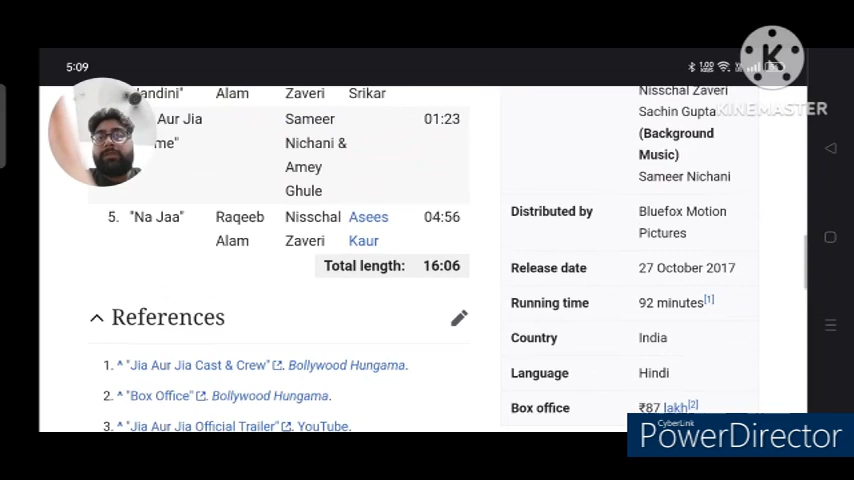 5:09
KINEMASTER
andini"
Alam
Zaveri
Srikar
Aur Jia
me"
Sameer
Nichani &
Amey
Ghule
01:23
5. "Na Jaa"
Raqeeb
Alam
Nisschal
Zaveri
Asees
Kaur
04:56
Total length: 16:06
References
1. ^ "Jia Aur Jia Cast & Crew". Bollywood Hungama.
2. ^ "Box Office". Bollywood Hungama.
3. ^ "Jia Aur Jia Official Trailer". YouTube.
Nisschal Zaveri
Sachin Gupta
(Background
Music)
Sameer Nichani
Distributed by
Bluefox Motion
Pictures
Release date
27 October 2017
Running time
92 minutes[1]
Country
India
Language
Hindi
Box office
₹87 lakh[2]
CyberLink
PowerDirector